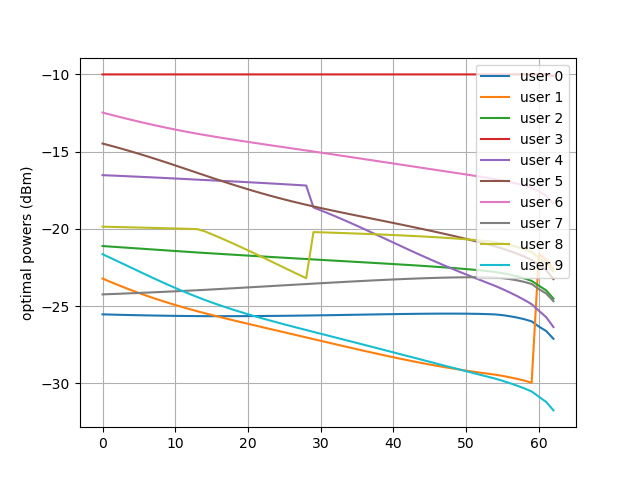 −10
−15
−20
−25
−30
optimal powers (dBm)
0
10
20
30
40
50
60
user 0
user 1
user 2
user 3
user 4
user 5
user 6
user 7
user 8
user 9